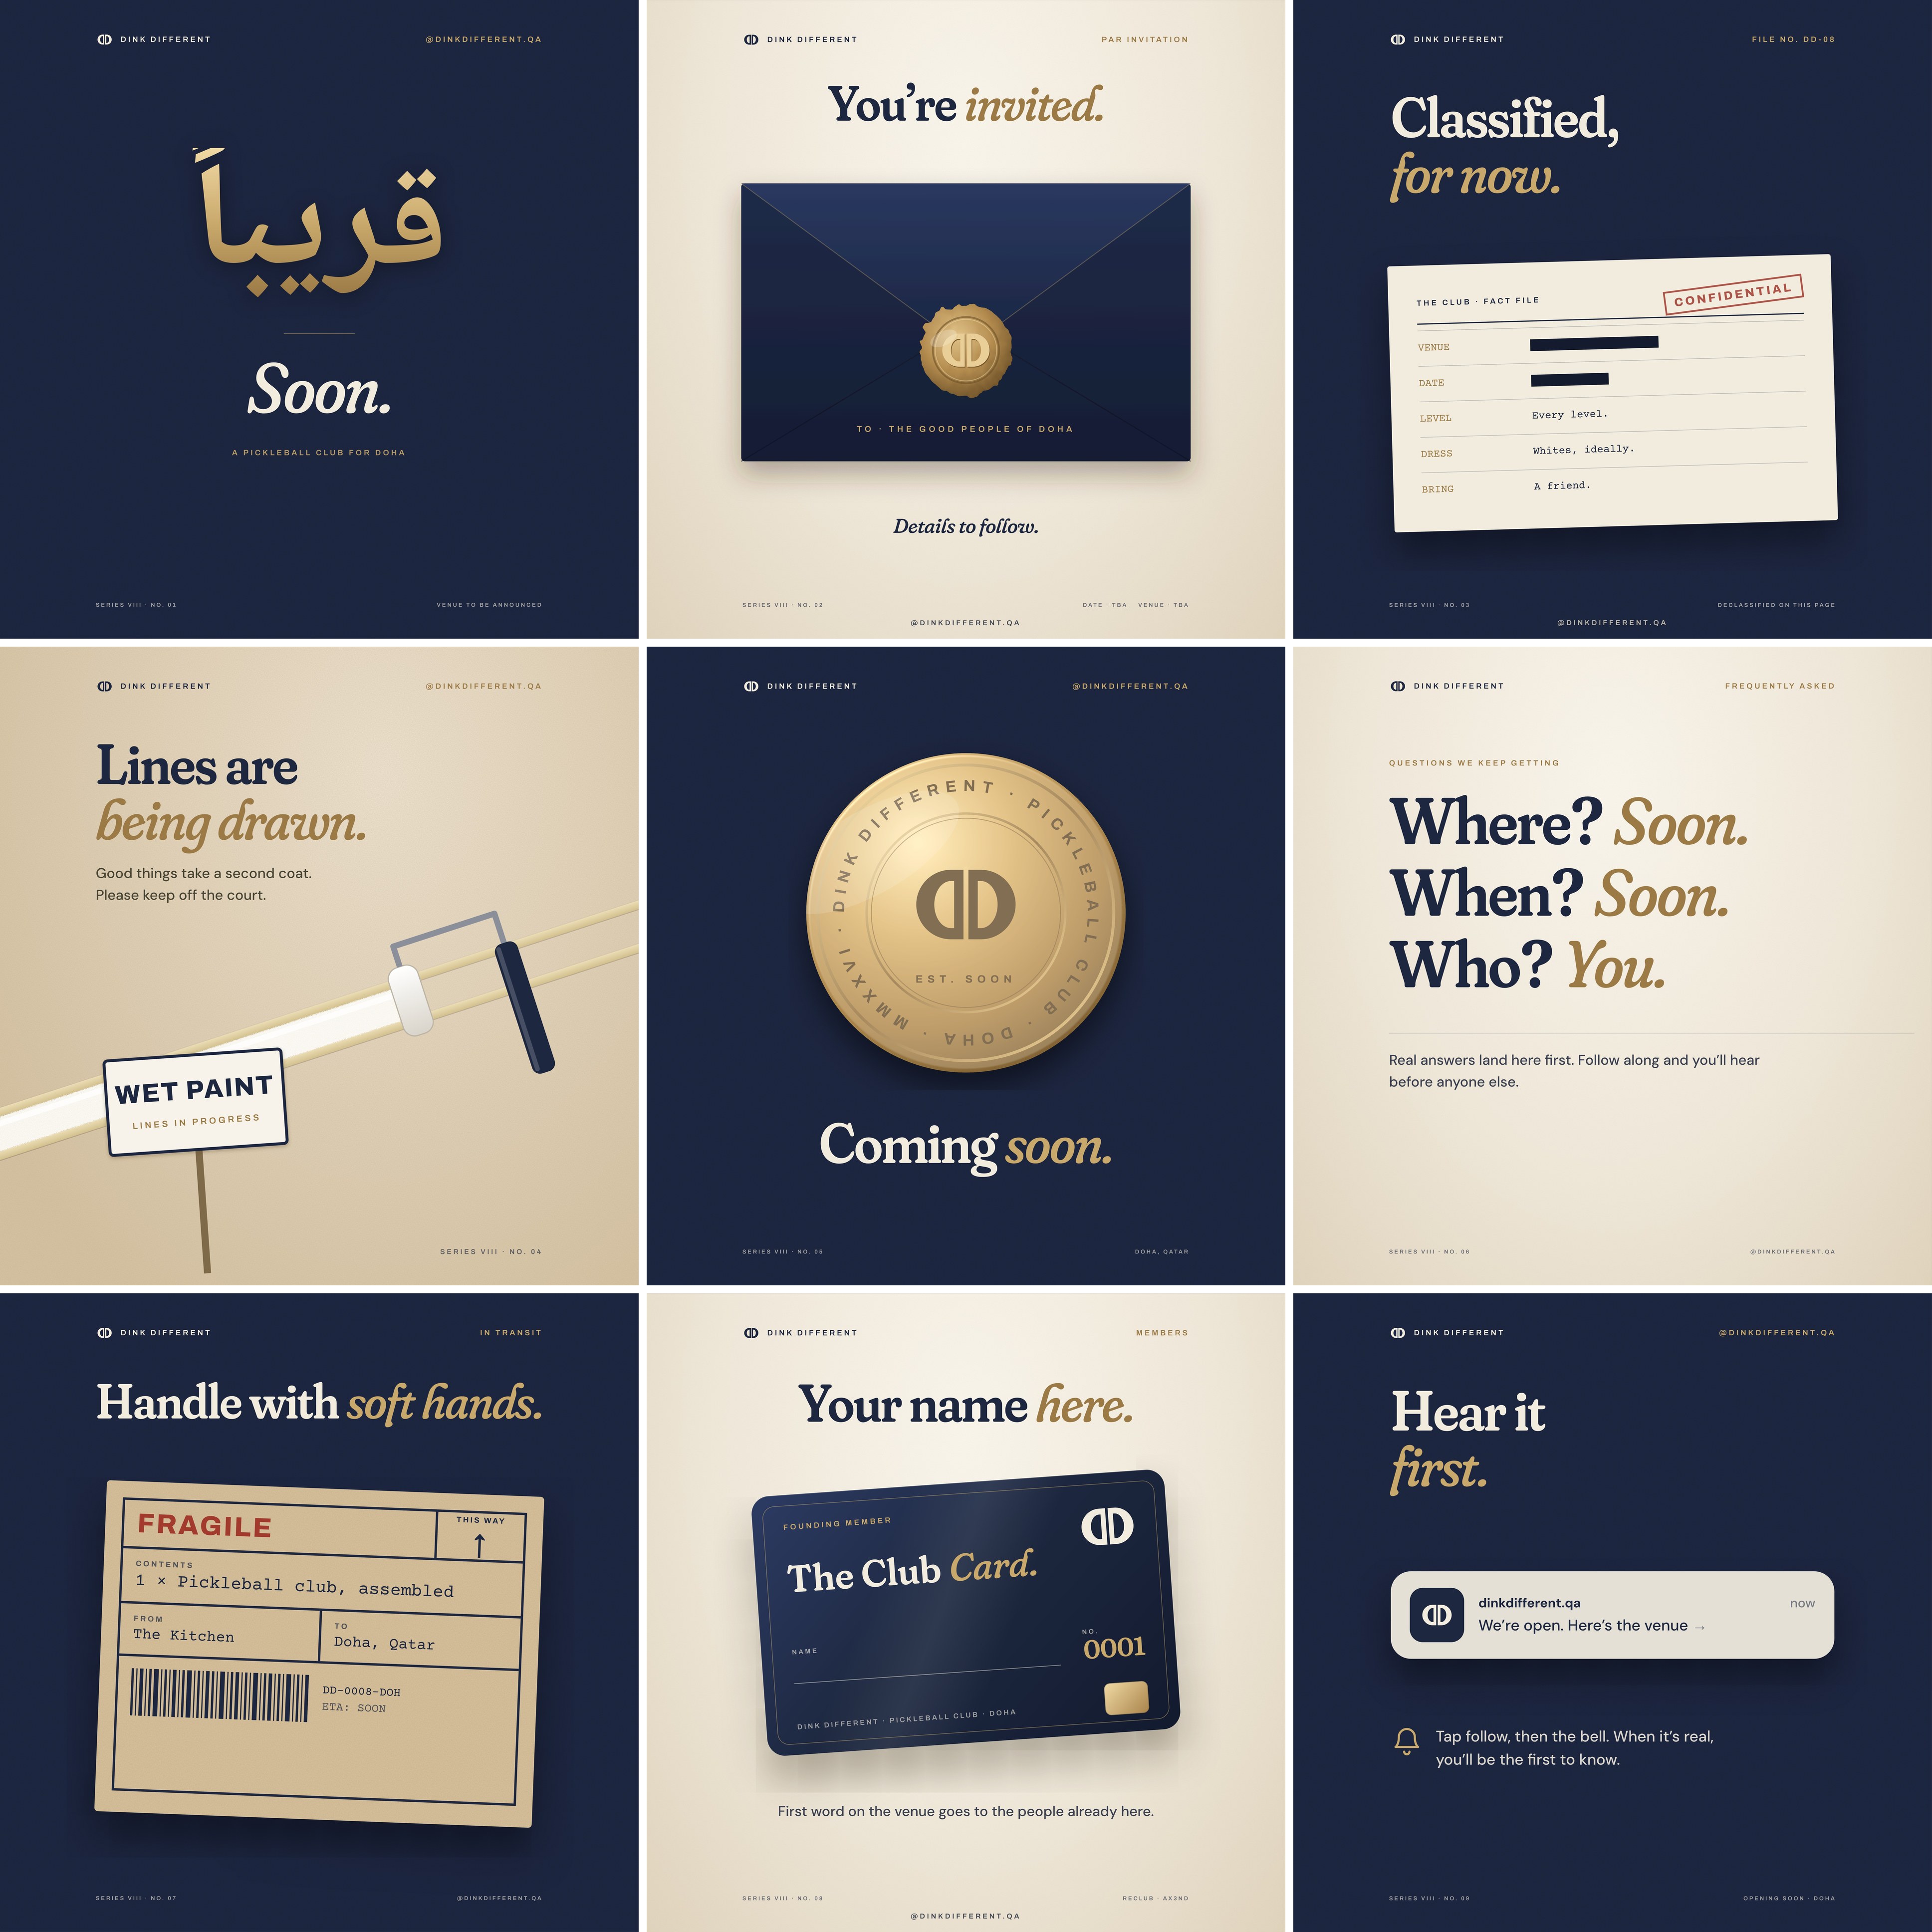 DINK DIFFERENT
@DINKDIFFERENT.QA
قريباً
Soon.
A PICKLEBALL CLUB FOR DOHA
SERIES VIII · NO. 01
VENUE TO BE ANNOUNCED
DINK DIFFERENT
PAR INVITATION
You’re invited.
TO · THE GOOD PEOPLE OF DOHA
Details to follow.
SERIES VIII · NO. 02
DATE · TBA VENUE · TBA
@DINKDIFFERENT.QA
DINK DIFFERENT
FILE NO. DD-08
Classified,
for now.
THE CLUB · FACT FILE
CONFIDENTIAL
VENUE
DATE
LEVEL Every level.
DRESS Whites, ideally.
BRING A friend.
SERIES VIII · NO. 03
DECLASSIFIED ON THIS PAGE
@DINKDIFFERENT.QA
DINK DIFFERENT
@DINKDIFFERENT.QA
Lines are
being drawn.
Good things take a second coat.
Please keep off the court.
WET PAINT
LINES IN PROGRESS
SERIES VIII · NO. 04
DINK DIFFERENT
@DINKDIFFERENT.QA
DINK DIFFERENT · PICKLEBALL CLUB · DOHA · MMXXVI ·
EST. SOON
Coming soon.
SERIES VIII · NO. 05
DOHA, QATAR
DINK DIFFERENT
FREQUENTLY ASKED
QUESTIONS WE KEEP GETTING
Where? Soon.
When? Soon.
Who? You.
Real answers land here first. Follow along and you’ll hear
before anyone else.
SERIES VIII · NO. 06
@DINKDIFFERENT.QA
DINK DIFFERENT
IN TRANSIT
Handle with soft hands.
FRAGILE
THIS WAY
↑
CONTENTS
1 × Pickleball club, assembled
FROM
The Kitchen
TO
Doha, Qatar
DD-0008-DOH
ETA: SOON
SERIES VIII · NO. 07
@DINKDIFFERENT.QA
DINK DIFFERENT
MEMBERS
Your name here.
FOUNDING MEMBER
The Club Card.
NAME
NO.
0001
DINK DIFFERENT · PICKLEBALL CLUB · DOHA
First word on the venue goes to the people already here.
SERIES VIII · NO. 08
RECLUB · AX3ND
@DINKDIFFERENT.QA
DINK DIFFERENT
@DINKDIFFERENT.QA
Hear it
first.
dinkdifferent.qa
now
We’re open. Here’s the venue →
Tap follow, then the bell. When it’s real,
you’ll be the first to know.
SERIES VIII · NO. 09
OPENING SOON · DOHA